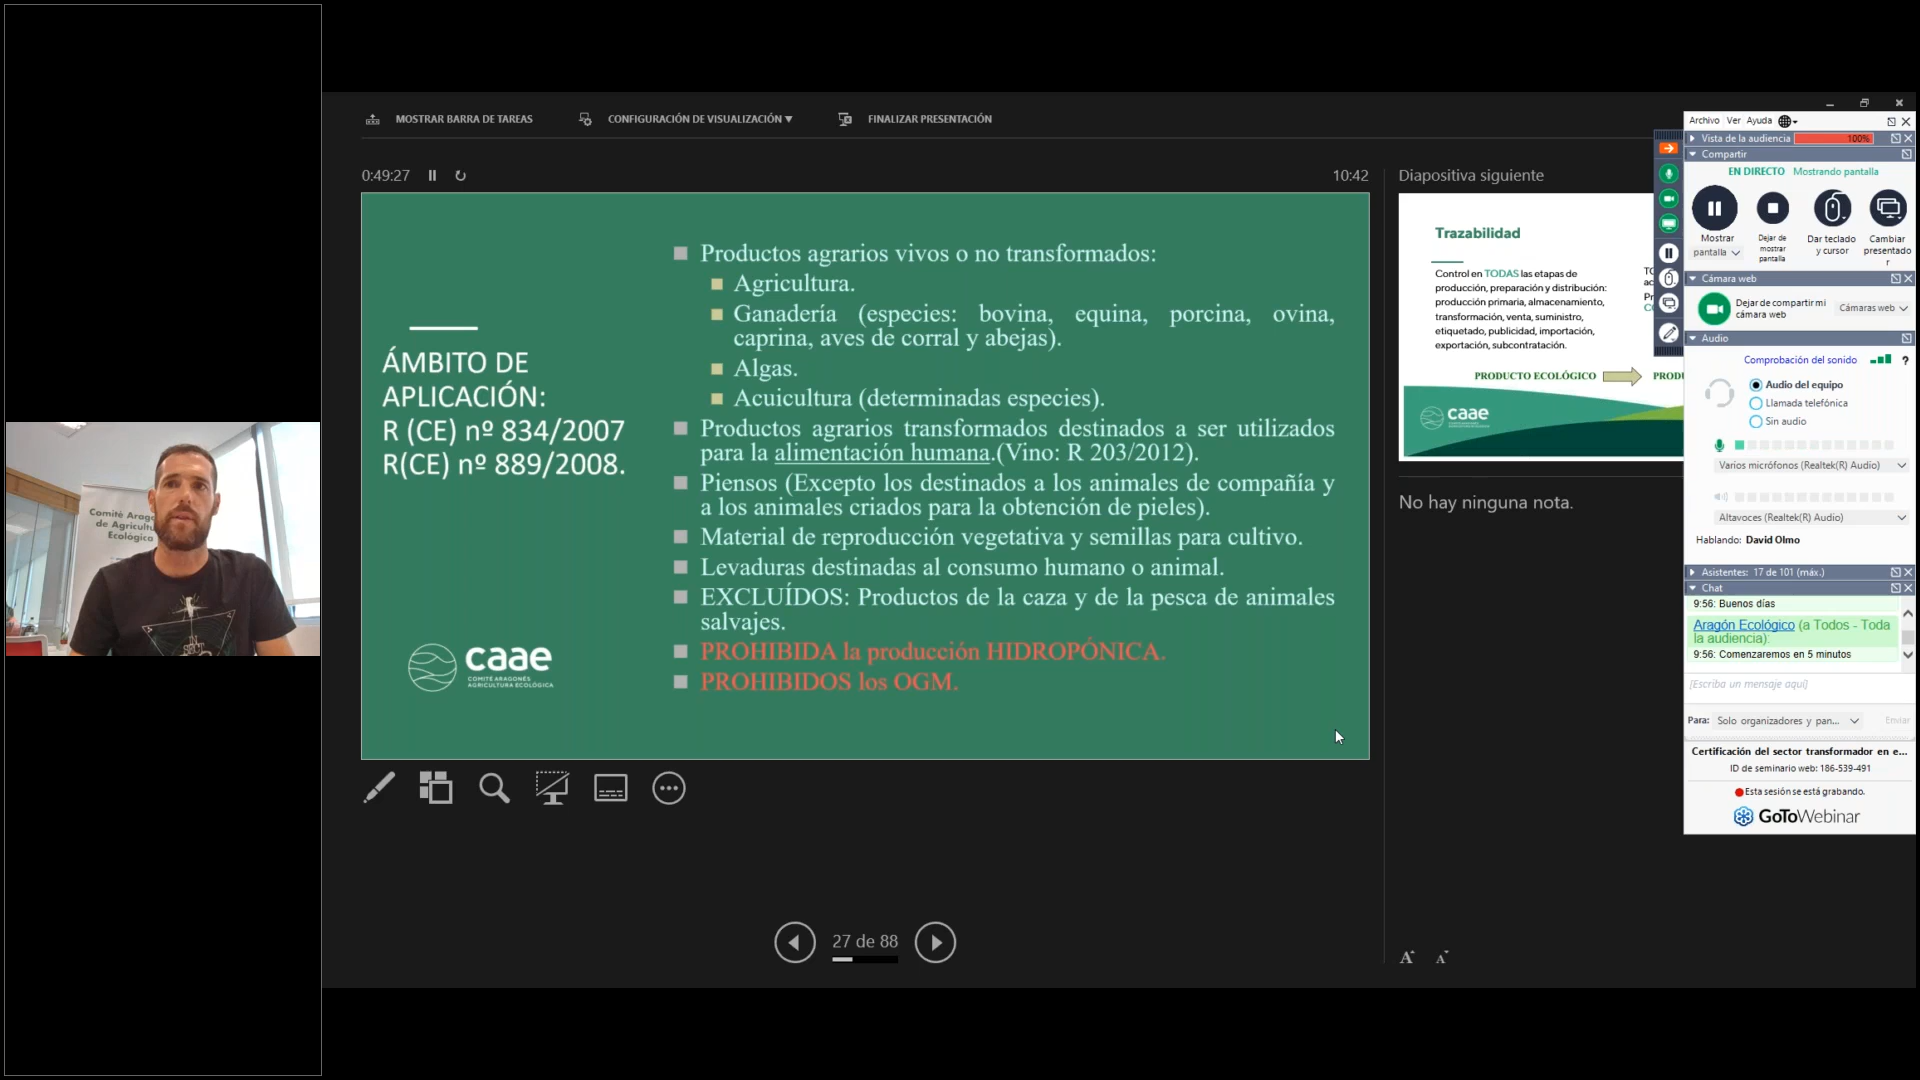 MOSTRAR BARRA DE TAREAS
CONFIGURACIÓN DE VISUALIZACIÓN ▼
FINALIZAR PRESENTACIÓN
0:49:27
10:42
ÁMBITO DE
APLICACIÓN:
R (CE) nº 834/2007
R(CE) nº 889/2008.
caae
COMITÉ ARAGONÉS
AGRICULTURA ECOLÓGICA
Productos agrarios vivos o no transformados:
Agricultura.
Ganadería (especies: bovina, equina, porcina, ovina,
caprina, aves de corral y abejas).
Algas.
Acuicultura (determinadas especies).
Productos agrarios transformados destinados a ser utilizados
para la alimentación humana.(Vino: R 203/2012).
Piensos (Excepto los destinados a los animales de compañía y
a los animales criados para la obtención de pieles).
Material de reproducción vegetativa y semillas para cultivo.
Levaduras destinadas al consumo humano o animal.
EXCLUÍDOS: Productos de la caza y de la pesca de animales
salvajes.
PROHIBIDA la producción HIDROPÓNICA.
PROHIBIDOS los OGM.
27 de 88
Comité Arag
de Agricultu
Ecológica
Diapositiva siguiente
Trazabilidad
Control en TODAS las etapas de
producción, preparación y distribución:
producción primaria, almacenamiento,
transformación, venta, suministro,
etiquetado, publicidad, importación,
exportación, subcontratación.
PRODUCTO ECOLÓGICO
PRODU
caae
No hay ninguna nota.
Archivo Ver Ayuda
Vista de la audiencia 100%
Compartir
EN DIRECTO Mostrando pantalla
Mostrar
pantalla
Dejar de
mostrar
pantalla
Dar teclado
y cursor
Cambiar
presentado
r
Cámara web
Dejar de compartir mi
cámara web
Cámaras web
Audio
Comprobación del sonido ?
Audio del equipo
Llamada telefónica
Sin audio
Varios micrófonos (Realtek(R) Audio)
Altavoces (Realtek(R) Audio)
Hablando: David Olmo
Asistentes: 17 de 101 (máx.)
Chat
9:56: Buenos días
Aragón Ecológico (a Todos - Toda
la audiencia):
9:56: Comenzaremos en 5 minutos
[Escriba un mensaje aquí]
Para: Solo organizadores y pan... Enviar
Certificación del sector transformador en e...
ID de seminario web: 186-539-491
Esta sesión se está grabando.
GoToWebinar